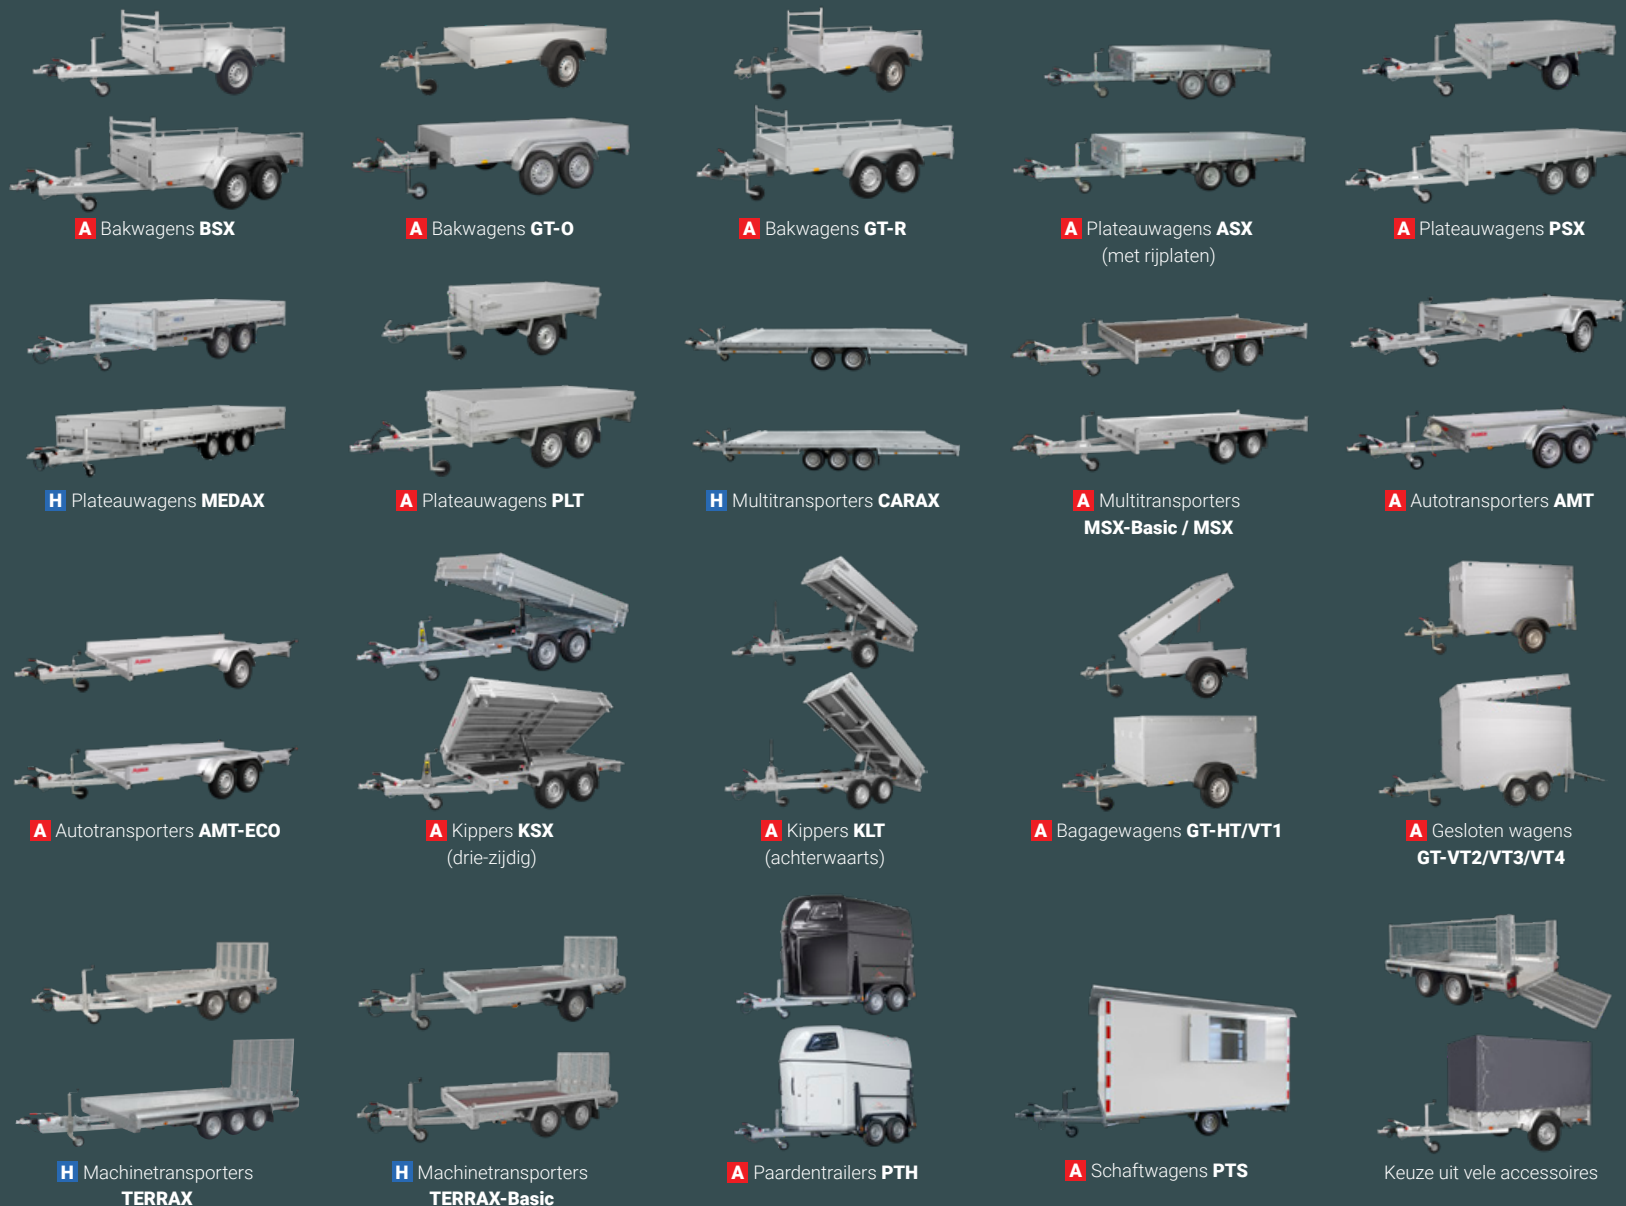 A Bakwagens BSX
A Bakwagens GT-O
A Bakwagens GT-R
A Plateauwagens ASX
(met rijplaten)
A Plateauwagens PSX
H Plateauwagens MEDAX
A Plateauwagens PLT
H Multitransporters CARAX
A Multitransporters
MSX-Basic / MSX
A Autotransporters AMT
A Autotransporters AMT-ECO
A Kippers KSX
(drie-zijdig)
A Kippers KLT
(achterwaarts)
A Bagagewagens GT-HT/VT1
A Gesloten wagens
GT-VT2/VT3/VT4
H Machinetransporters
TERRAX
H Machinetransporters
TERRAX-Basic
A Paardentrailers PTH
A Schaftwagens PTS
Keuze uit vele accessoires